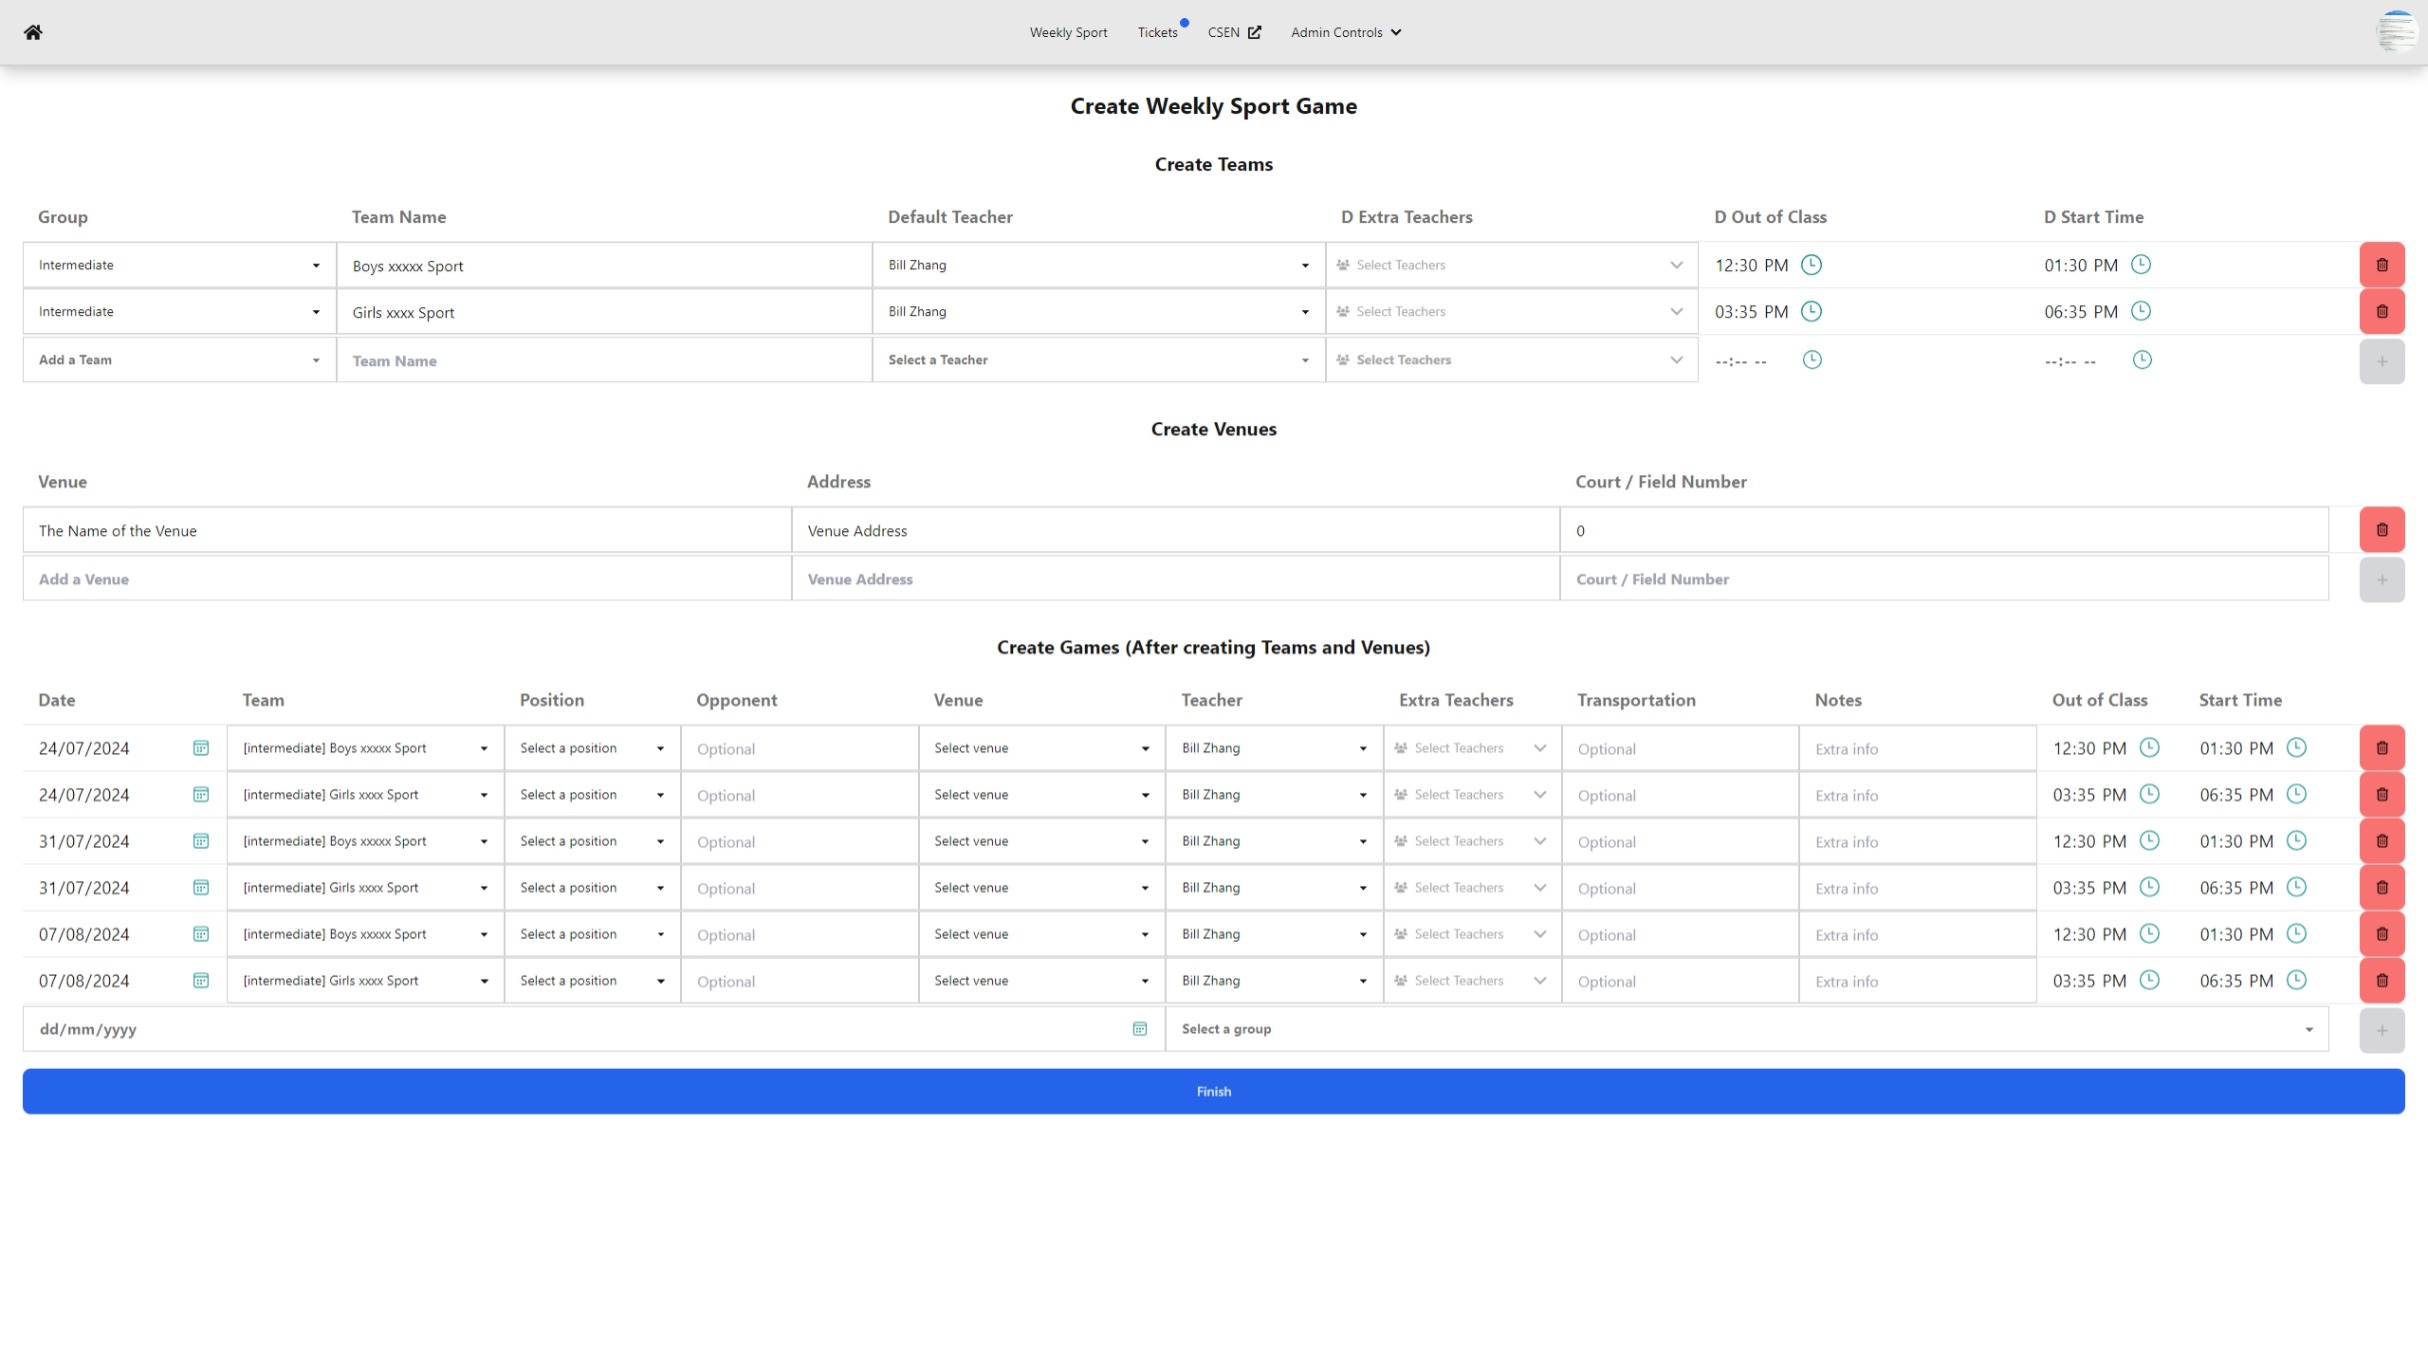 Weekly Sport Tickets CSEN Admin Controls
Create Weekly Sport Game
Create Teams
Group Team Name Default Teacher D Extra Teachers D Out of Class D Start Time
Intermediate Boys xxxxx Sport Bill Zhang Select Teachers 12:30 PM 01:30 PM
Intermediate Girls xxxx Sport Bill Zhang Select Teachers 03:35 PM 06:35 PM
Add a Team Team Name Select a Teacher Select Teachers --:-- -- --:-- --
Create Venues
Venue Address Court / Field Number
The Name of the Venue Venue Address 0
Add a Venue Venue Address Court / Field Number
Create Games (After creating Teams and Venues)
Date Team Position Opponent Venue Teacher Extra Teachers Transportation Notes Out of Class Start Time
24/07/2024 [intermediate] Boys xxxxx Sport Select a position Optional Select venue Bill Zhang Select Teachers Optional Extra info 12:30 PM 01:30 PM
24/07/2024 [intermediate] Girls xxxx Sport Select a position Optional Select venue Bill Zhang Select Teachers Optional Extra info 03:35 PM 06:35 PM
31/07/2024 [intermediate] Boys xxxxx Sport Select a position Optional Select venue Bill Zhang Select Teachers Optional Extra info 12:30 PM 01:30 PM
31/07/2024 [intermediate] Girls xxxx Sport Select a position Optional Select venue Bill Zhang Select Teachers Optional Extra info 03:35 PM 06:35 PM
07/08/2024 [intermediate] Boys xxxxx Sport Select a position Optional Select venue Bill Zhang Select Teachers Optional Extra info 12:30 PM 01:30 PM
07/08/2024 [intermediate] Girls xxxx Sport Select a position Optional Select venue Bill Zhang Select Teachers Optional Extra info 03:35 PM 06:35 PM
dd/mm/yyyy Select a group
Finish